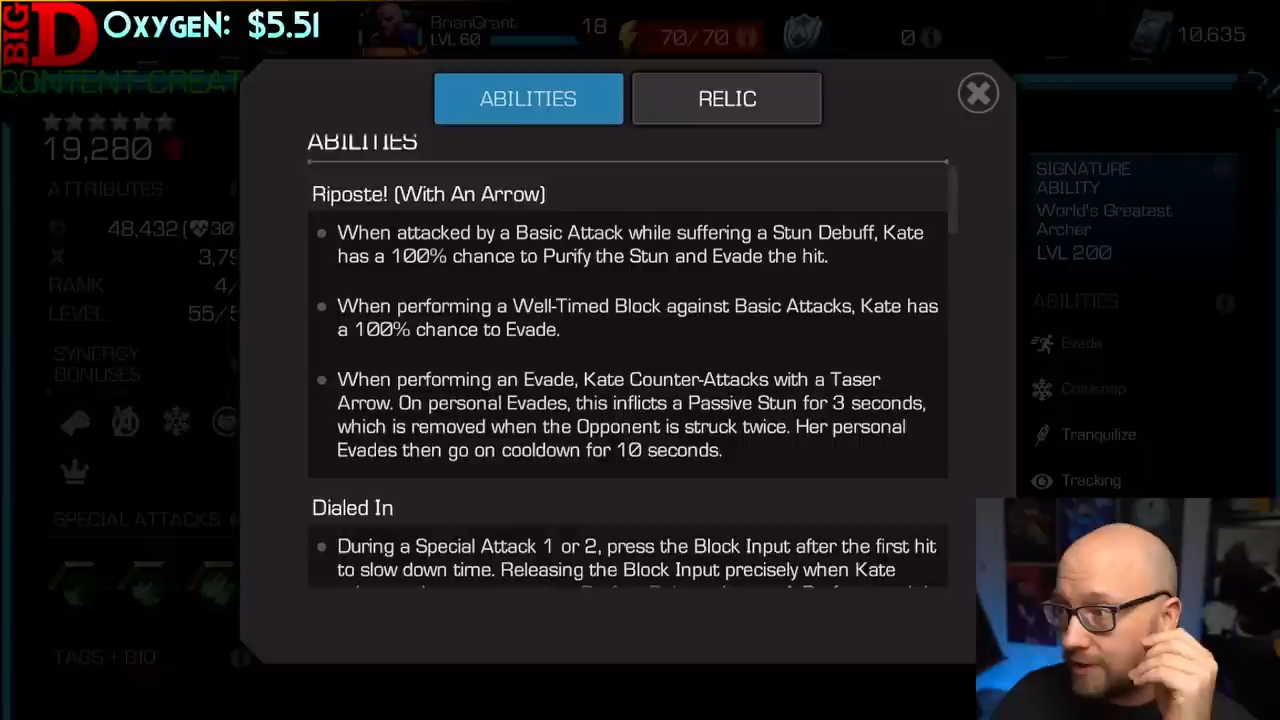 BIG D OXYGEN: $5.51
CONTENT CREAT
BrianGrant
LVL 60
18
70/70
0
10,635
ABILITIES
RELIC
19,280
ATTRIBUTES
48,432
3,79
RANK
4/
LEVEL
55/5
SYNERGY
BONUSES
SPECIAL ATTACKS
TAGS + BIO
ABILITIES
Riposte! (With An Arrow)
When attacked by a Basic Attack while suffering a Stun Debuff, Kate
has a 100% chance to Purify the Stun and Evade the hit.
When performing a Well-Timed Block against Basic Attacks, Kate has
a 100% chance to Evade.
When performing an Evade, Kate Counter-Attacks with a Taser
Arrow. On personal Evades, this inflicts a Passive Stun for 3 seconds,
which is removed when the Opponent is struck twice. Her personal
Evades then go on cooldown for 10 seconds.
Dialed In
During a Special Attack 1 or 2, press the Block Input after the first hit
to slow down time. Releasing the Block Input precisely when Kate
SIGNATURE
ABILITY
World's Greatest
Archer
LVL 200
ABILITIES
Evade
Coldsnap
Tranquilize
Tracking